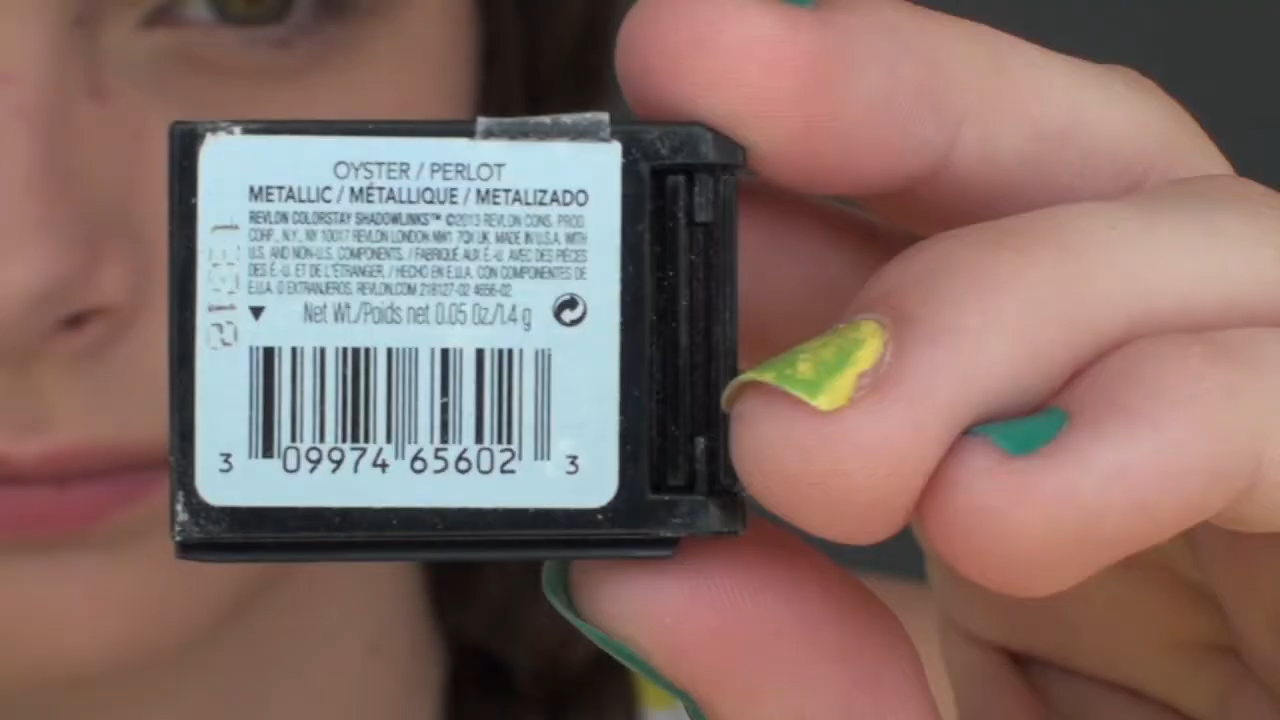 OYSTER / PERLOT
METALLIC / MÉTALLIQUE / METALIZADO
REVLON COLORSTAY SHADOWLINKS™ ©2013 REVLON CONS. PROD.
CORP., N.Y., NY 10017 REVLON LONDON NW1 7QX UK. MADE IN U.S.A. WITH
U.S. AND NON-U.S. COMPONENTS. / FABRIQUÉ AUX É.-U. AVEC DES PIÈCES
DES É.-U. ET DE L'ÉTRANGER. / HECHO EN E.U.A. CON COMPONENTES DE
E.U.A. O EXTRANJEROS. REVLON.COM 218127-02 4656-02
Net Wt./Poids net 0.05 Oz./1.4 g
3 09974 65602 3